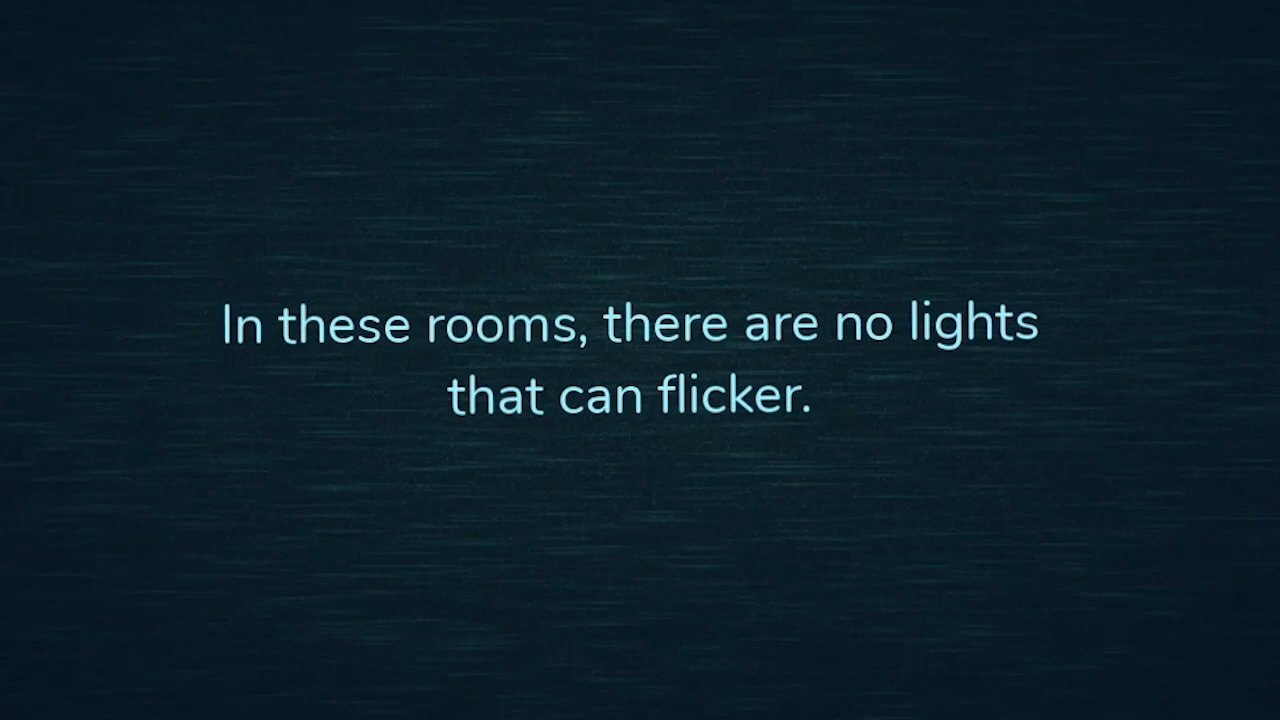 In these rooms, there are no lights
that can flicker.